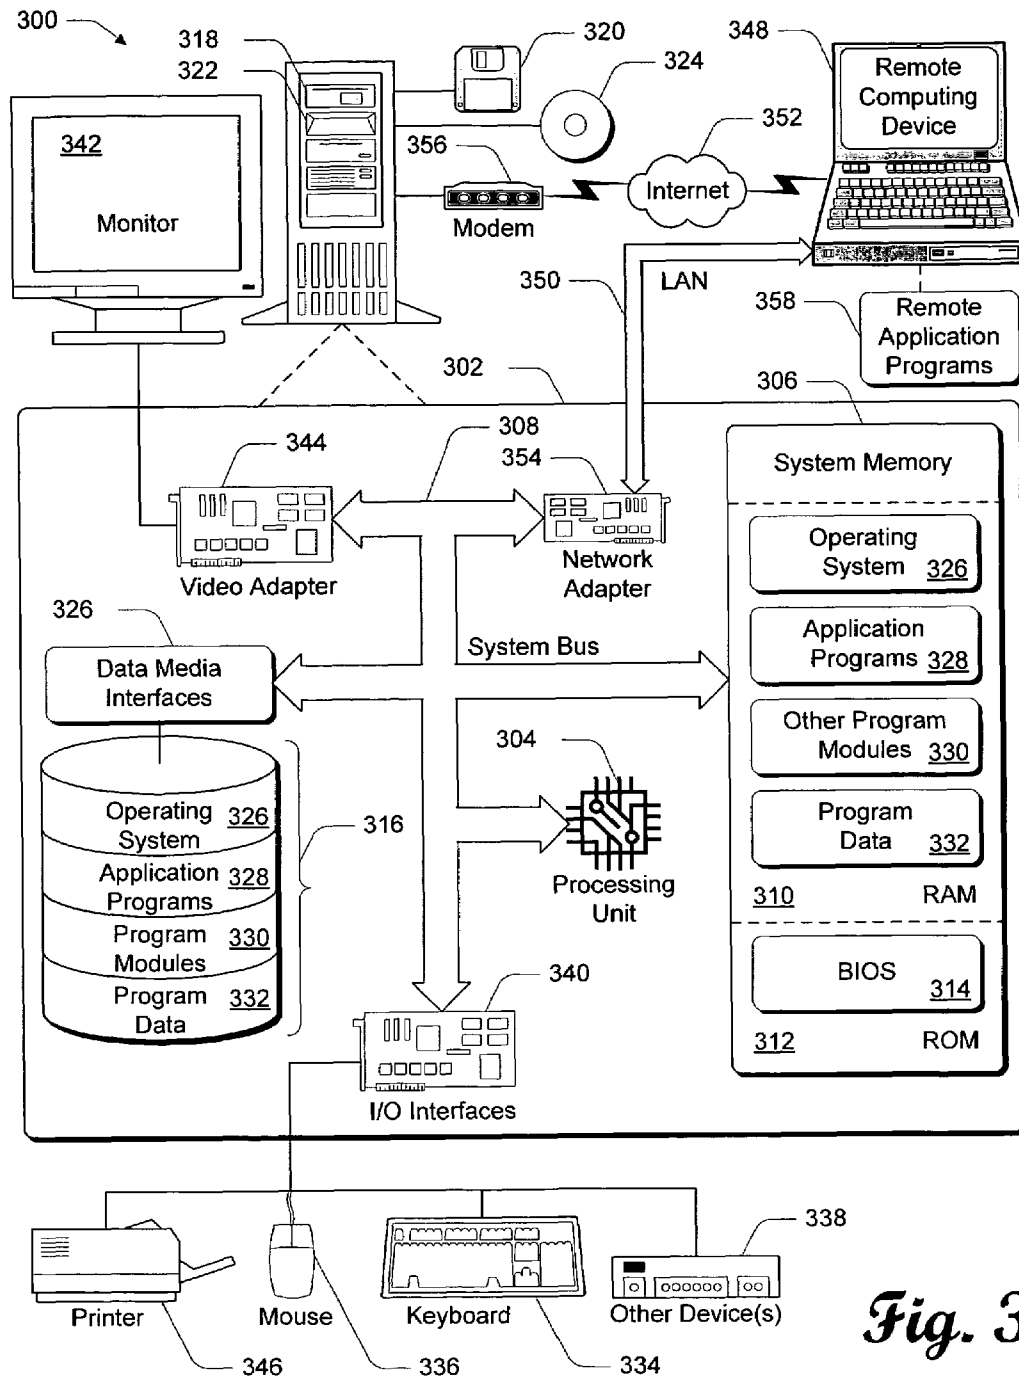 300
318
322
320
324
348
Remote
Computing
Device
342
Monitor
356
352
Internet
Modem
350
LAN
358
Remote
Application
Programs
302
306
308
344
354
System Memory
Operating
System 326
Video Adapter
Network
Adapter
326
Application
Programs 328
System Bus
Data Media
Interfaces
Other Program
Modules 330
304
Operating
System 326
316
Program
Data 332
Application
Programs 328
Processing
Unit
310 RAM
Program
Modules 330
BIOS 314
340
Program
Data 332
312 ROM
I/O Interfaces
338
Printer
Mouse
Keyboard
Other Device(s)
Fig. 3
346
336
334